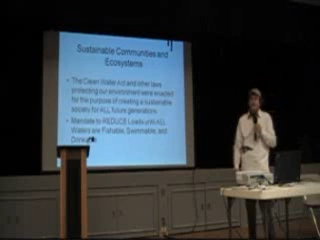 Sustainable Communities and
Ecosystems
• The Clean Water Act and other laws
protecting our environment were enacted
for the purpose of creating a sustainable
society for ALL future generations.
• Mandate to REDUCE Loads until ALL
Waters are Fishable, Swimmable, and